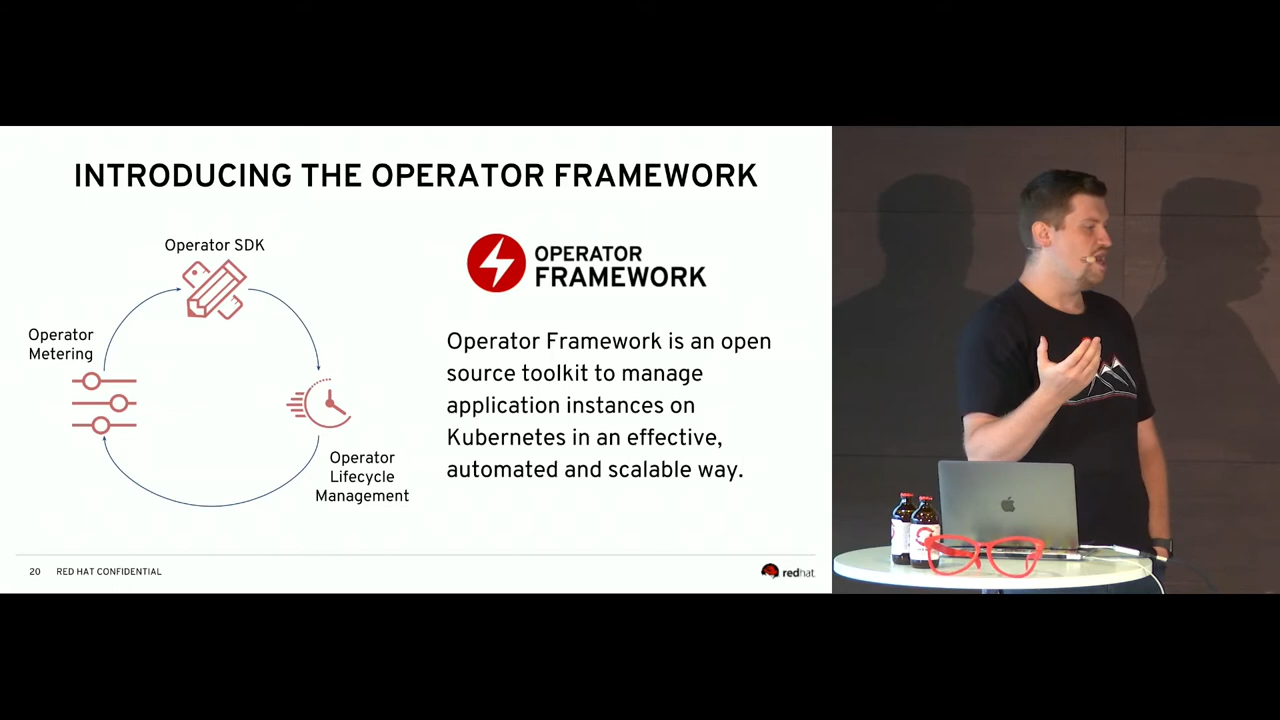 INTRODUCING THE OPERATOR FRAMEWORK
Operator SDK
Operator
Metering
Operator
Lifecycle
Management
OPERATOR
FRAMEWORK
Operator Framework is an open
source toolkit to manage
application instances on
Kubernetes in an effective,
automated and scalable way.
20 RED HAT CONFIDENTIAL
redhat